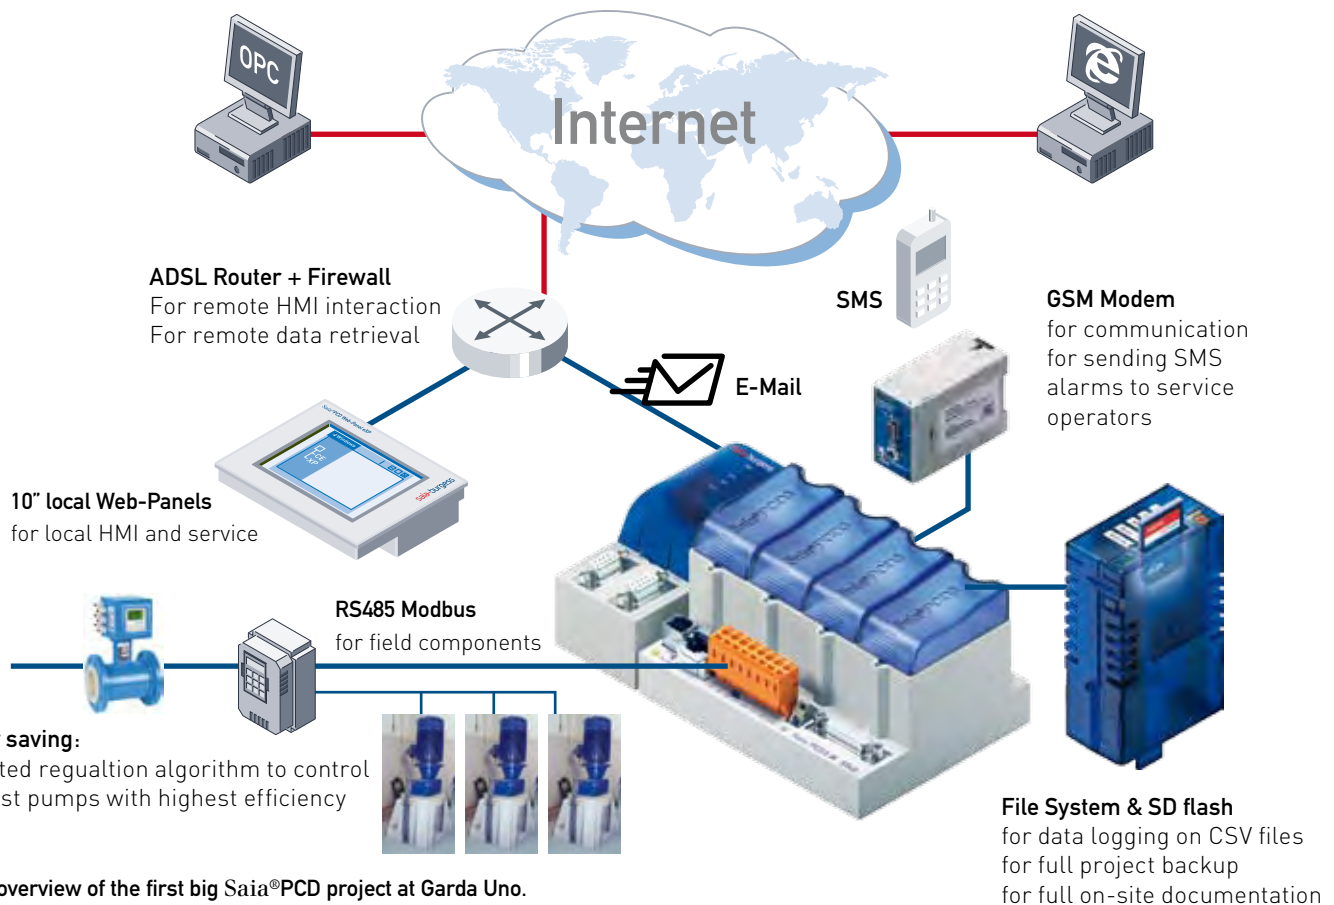 OPC
Internet
ADSL Router + Firewall
For remote HMI interaction
For remote data retrieval
SMS
GSM Modem
for communication
for sending SMS
alarms to service
operators
E-Mail
saia-burgess
10” local Web-Panels
for local HMI and service
RS485 Modbus
for field components
saving:
ted regualtion algorithm to control
st pumps with highest efficiency
File System & SD flash
for data logging on CSV files
for full project backup
for full on-site documentation
overview of the first big Saia®PCD project at Garda Uno.